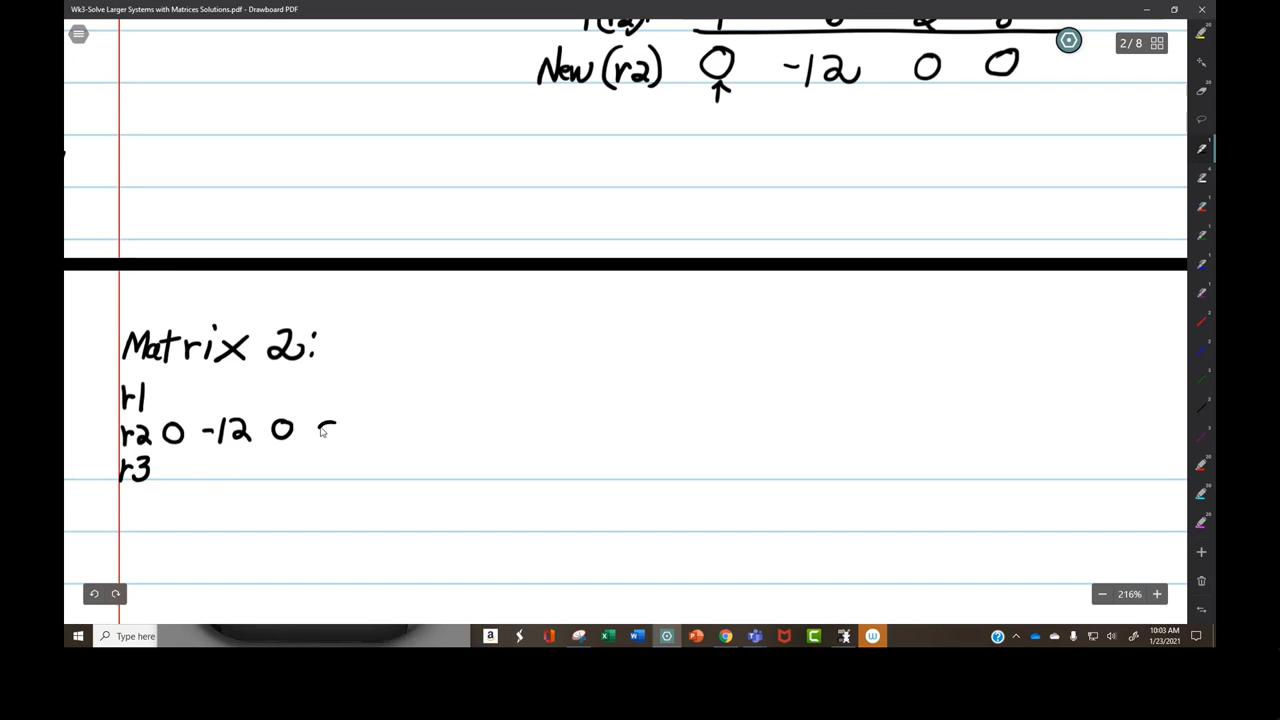 Wk3-Solve Larger Systems with Matrices Solutions.pdf - Drawboard PDF
2 / 8
New (r2) 0 -12 0 0
Matrix 2:
r1
r2 0 -12 0
r3
216%
Type here
10:03 AM
1/23/2021